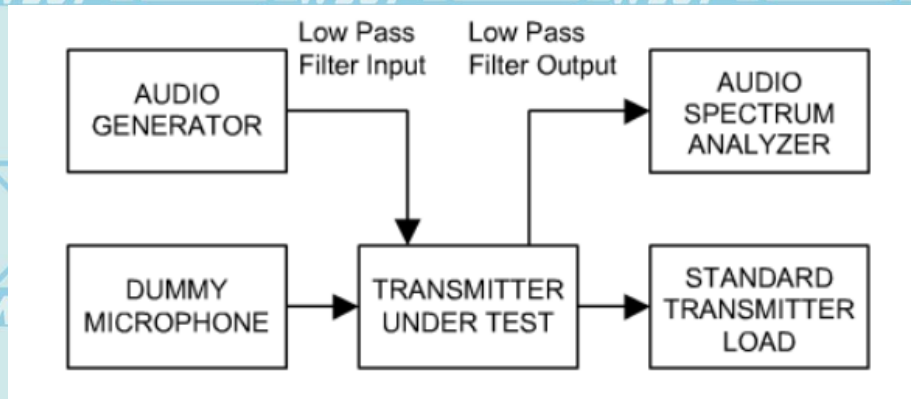 Low Pass
Filter Input
Low Pass
Filter Output
AUDIO
GENERATOR
AUDIO
SPECTRUM
ANALYZER
DUMMY
MICROPHONE
TRANSMITTER
UNDER TEST
STANDARD
TRANSMITTER
LOAD